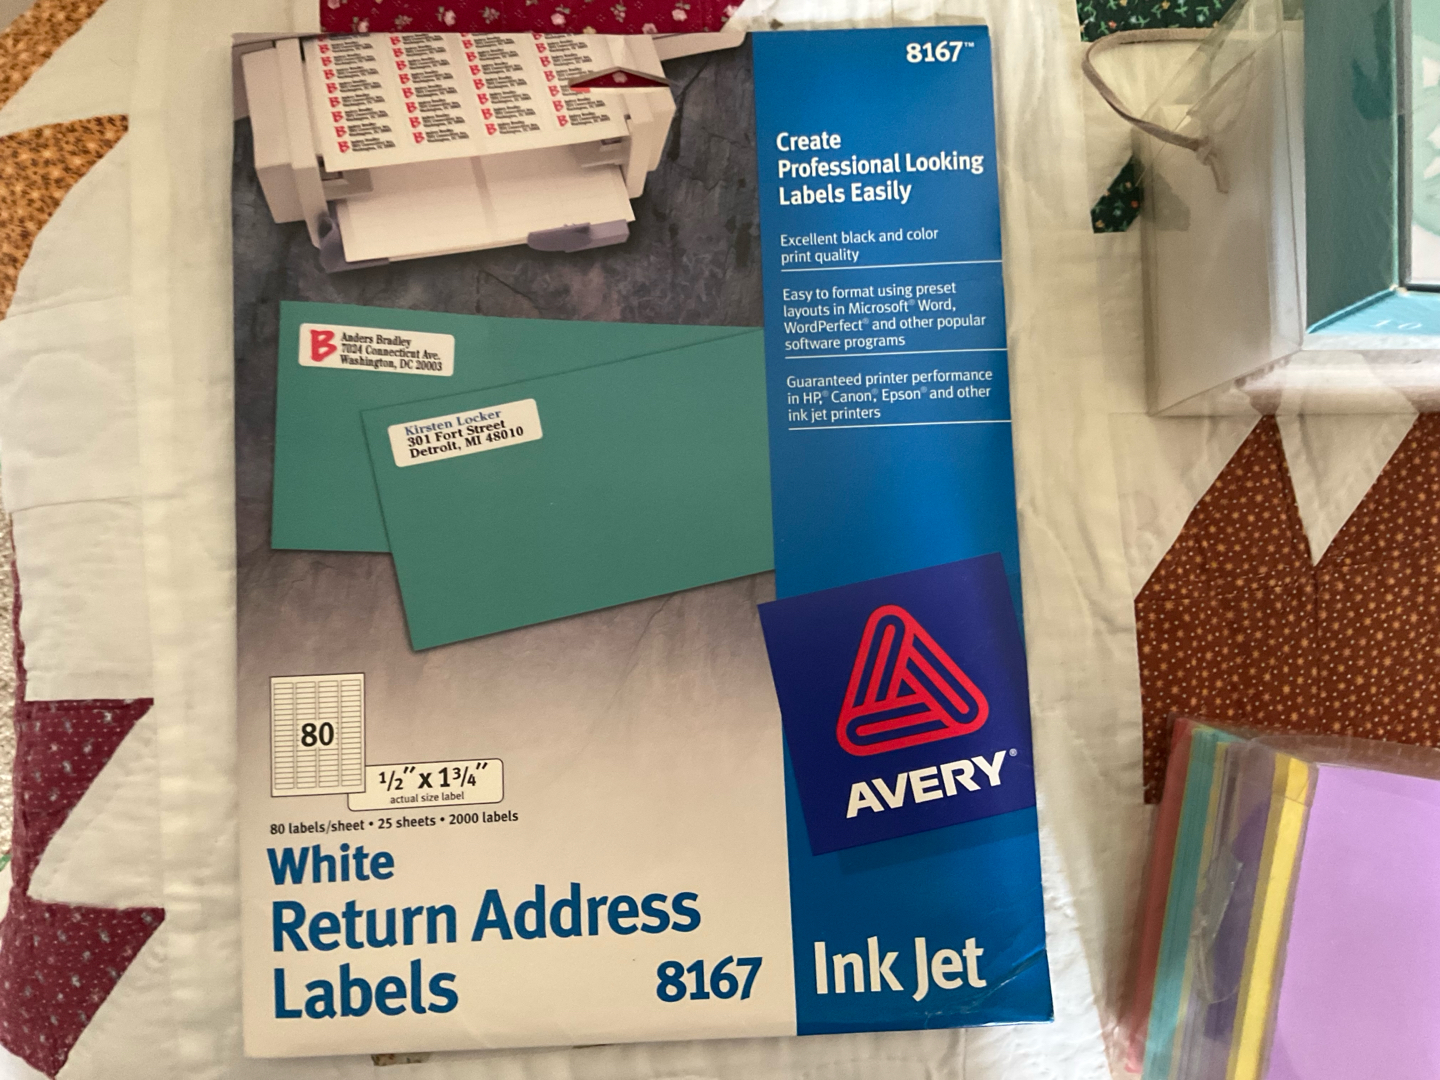 8167™
Create
Professional Looking
Labels Easily
Excellent black and color
print quality
Easy to format using preset
layouts in Microsoft® Word,
WordPerfect® and other popular
software programs
Guaranteed printer performance
in HP,® Canon,® Epson® and other
ink jet printers
B
Anders Bradley
7024 Connecticut Ave.
Washington, DC 20003
Kirsten Locker
301 Fort Street
Detroit, MI 48010
80
1/2" x 1 3/4"
actual size label
80 labels/sheet • 25 sheets • 2000 labels
White
Return Address
Labels
8167
AVERY®
Ink Jet